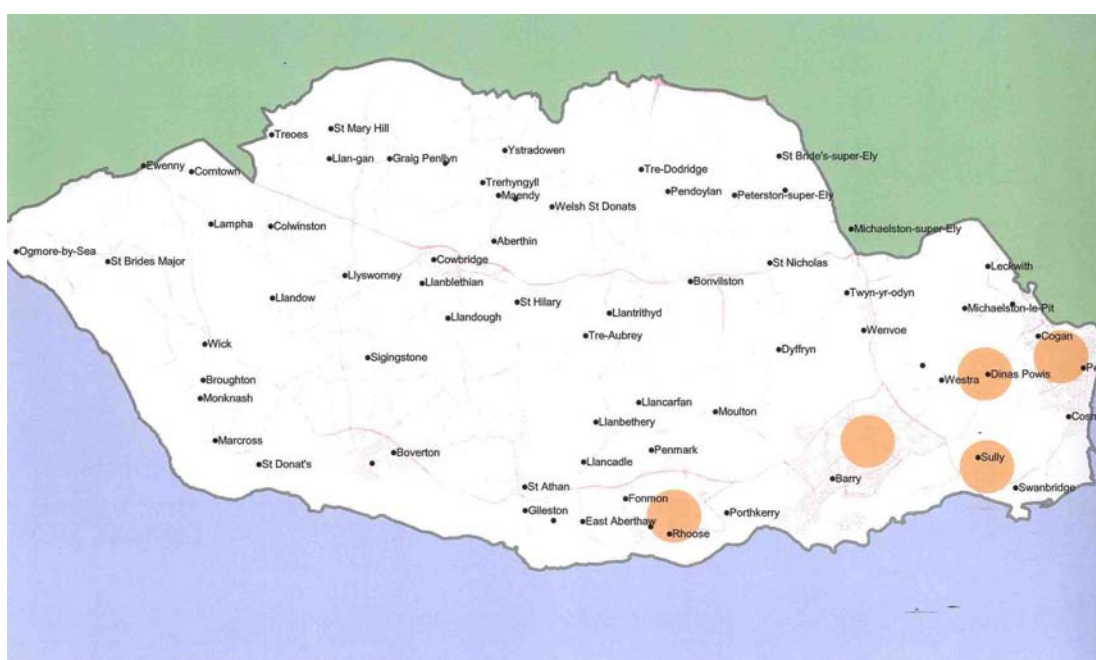 Treoes
St Mary Hill
Ystradowen
Llan-gan
Graig Penllyn
St Bride's-super-Ely
Ewenny
Corntown
Tre-Dodridge
Trerhyngyll
Maendy
Pendoylan
Peterston-super-Ely
Welsh St Donats
Lampha
Colwinston
Michaelston-super-Ely
Aberthin
Ogmore-by-Sea
St Brides Major
Cowbridge
St Nicholas
Leckwith
Llysworney
Llanblethian
Bonvilston
Twyn-yr-odyn
Llandow
St Hilary
Michaelston-le-Pit
Llandough
Llantrithyd
Tre-Aubrey
Wenvoe
Cogan
Wick
Sigingstone
Dyffryn
Pe
Dinas Powis
Westra
Broughton
Monknash
Llancarfan
Moulton
Cosm
Llanbethery
Marcross
Boverton
Penmark
St Donat's
Llancadle
Sully
Barry
St Athan
Swanbridge
Fonmon
Gileston
Porthkerry
East Aberthaw
Rhoose